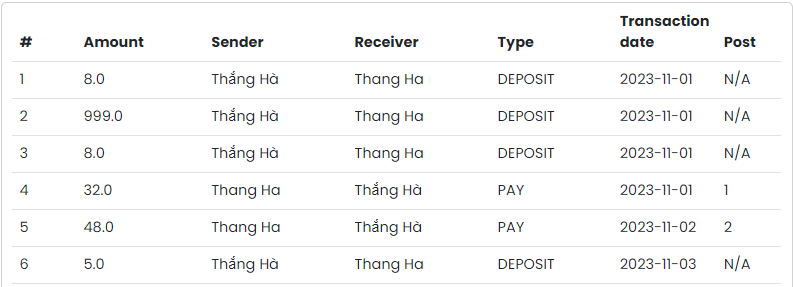 # Amount Sender Receiver Type Transaction date Post
1 8.0 Thắng Hà Thang Ha DEPOSIT 2023-11-01 N/A
2 999.0 Thắng Hà Thang Ha DEPOSIT 2023-11-01 N/A
3 8.0 Thắng Hà Thang Ha DEPOSIT 2023-11-01 N/A
4 32.0 Thang Ha Thắng Hà PAY 2023-11-01 1
5 48.0 Thang Ha Thắng Hà PAY 2023-11-02 2
6 5.0 Thắng Hà Thang Ha DEPOSIT 2023-11-03 N/A